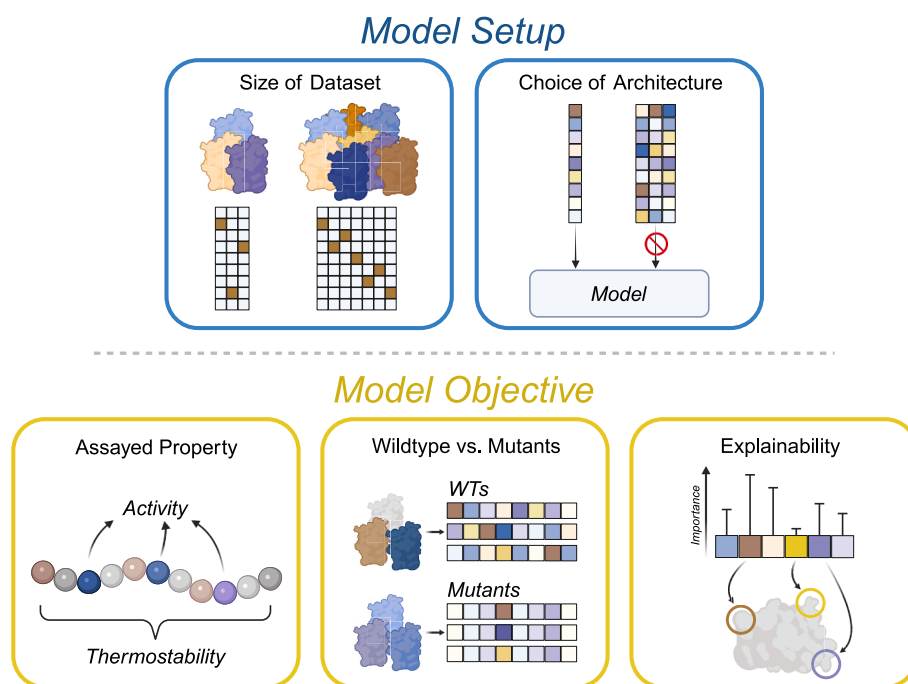 Model Setup
Size of Dataset
Choice of Architecture
Model
Model Objective
Assayed Property
Activity
Thermostability
Wildtype vs. Mutants
WTs
Mutants
Explainability
Importance